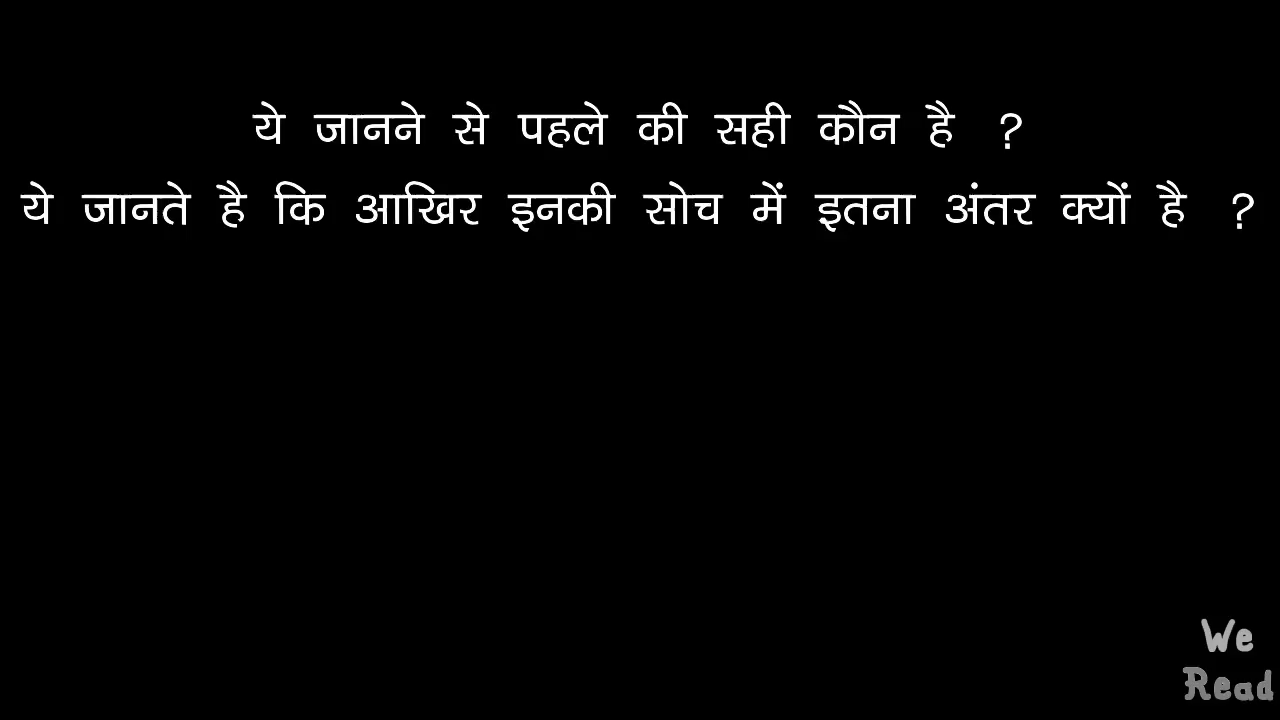 ये जानने से पहले की सही कौन है ?
ये जानते है कि आखिर इनकी सोच में इतना अंतर क्यों है ?
We
Read